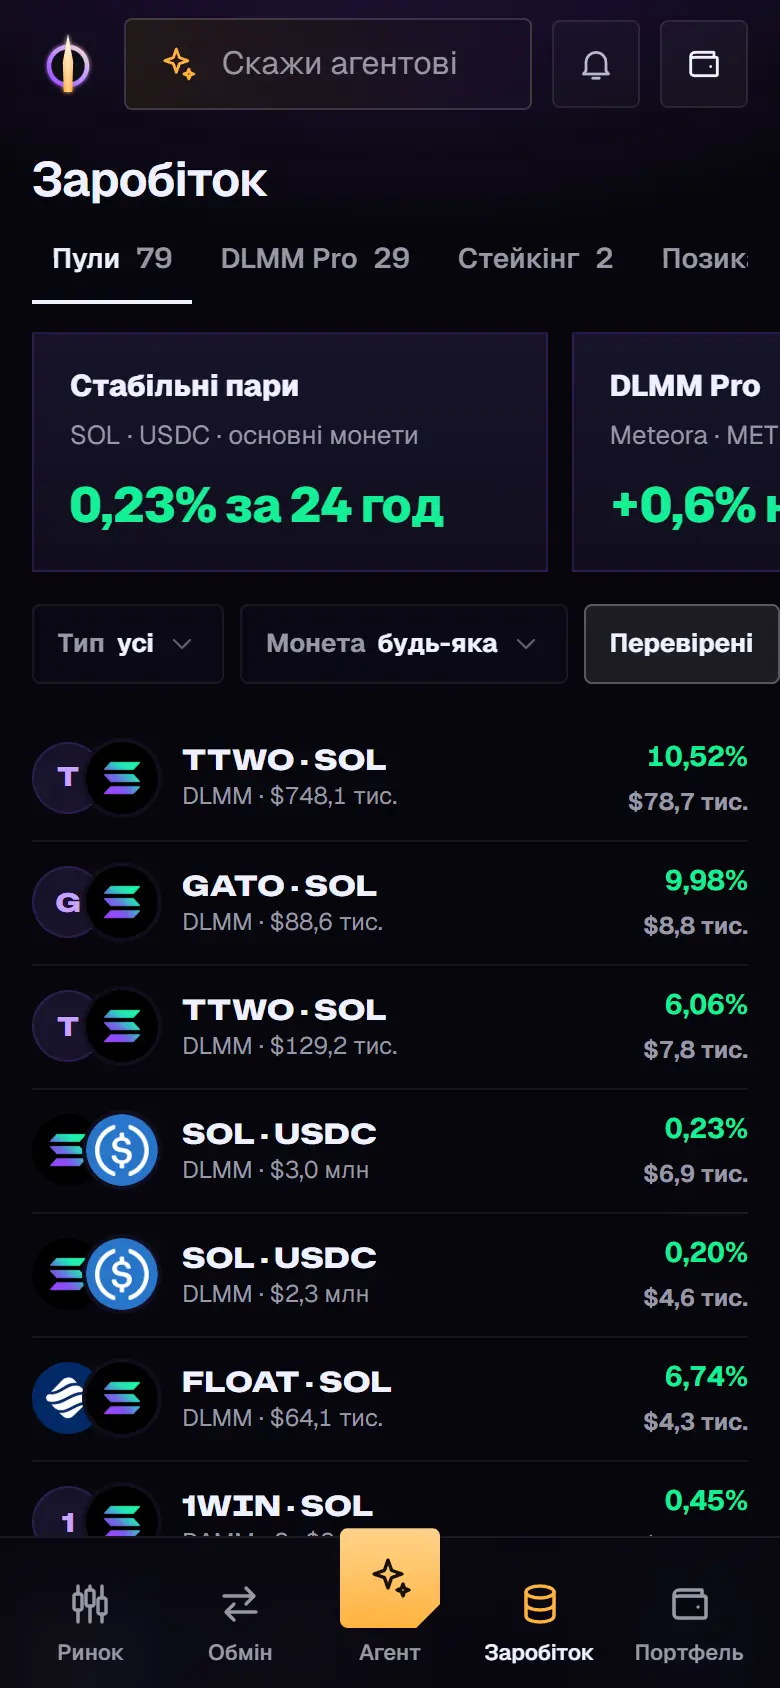 Скажи агентові
Заробіток
Пули 79 DLMM Pro 29 Стейкінг 2 Позик
Стабільні пари
SOL · USDC · основні монети
0,23% за 24 год
DLMM Pro
Meteora · MET
+0,6% н
Тип усі
Монета будь-яка
Перевірені
T
TTWO · SOL
10,52%
DLMM · $748,1 тис.
$78,7 тис.
G
GATO · SOL
9,98%
DLMM · $88,6 тис.
$8,8 тис.
T
TTWO · SOL
6,06%
DLMM · $129,2 тис.
$7,8 тис.
SOL · USDC
0,23%
DLMM · $3,0 млн
$6,9 тис.
SOL · USDC
0,20%
DLMM · $2,3 млн
$4,6 тис.
FLOAT · SOL
6,74%
DLMM · $64,1 тис.
$4,3 тис.
1
1WIN · SOL
0,45%
Ринок Обмін Агент Заробіток Портфель